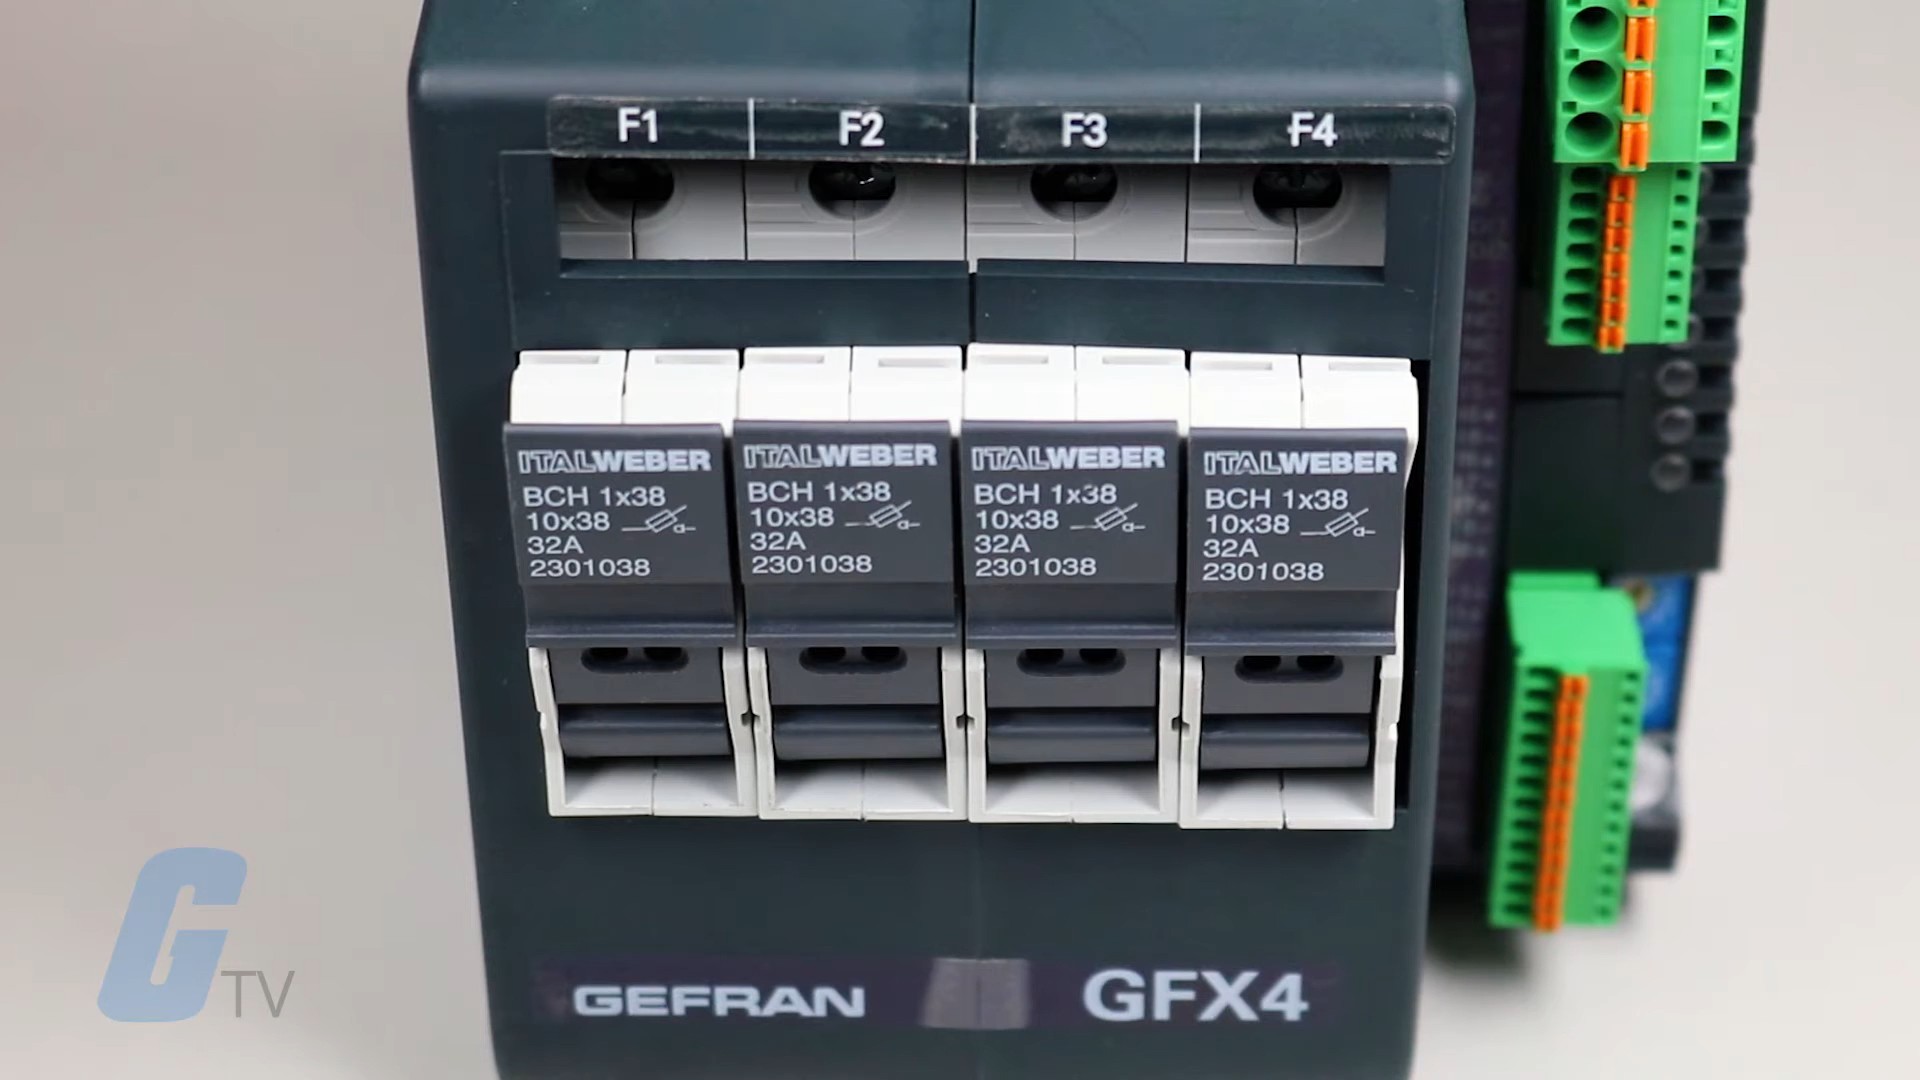 F1 F2 F3 F4
ITALWEBER
BCH 1x38
10x38
32A
2301038
ITALWEBER
BCH 1x38
10x38
32A
2301038
ITALWEBER
BCH 1x38
10x38
32A
2301038
ITALWEBER
BCH 1x38
10x38
32A
2301038
GEFRAN GFX4
G TV